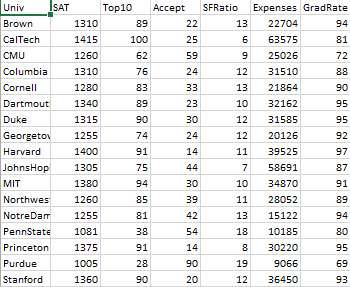 Univ SAT Top10 Accept SFRatio Expenses GradRate
Brown 1310 89 22 13 22704 94
CalTech 1415 100 25 6 63575 81
CMU 1260 62 59 9 25026 72
Columbia 1310 76 24 12 31510 88
Cornell 1280 83 33 13 21864 90
Dartmout 1340 89 23 10 32162 95
Duke 1315 90 30 12 31585 95
Georgetov 1255 74 24 12 20126 92
Harvard 1400 91 14 11 39525 97
JohnsHop 1305 75 44 7 58691 87
MIT 1380 94 30 10 34870 91
Northwes 1260 85 39 11 28052 89
NotreDam 1255 81 42 13 15122 94
PennState 1081 38 54 18 10185 80
Princeton 1375 91 14 8 30220 95
Purdue 1005 28 90 19 9066 69
Stanford 1360 90 20 12 36450 93